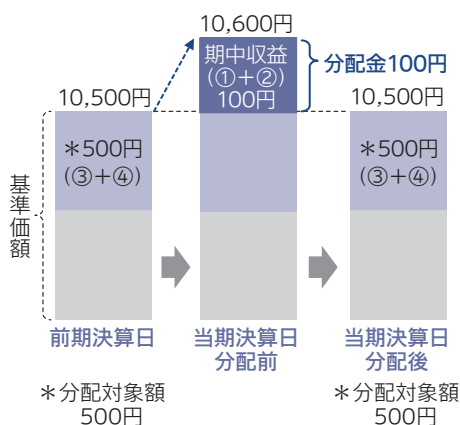 10,600円
期中収益
(①+②)
100円
分配金100円
10,500円
10,500円
＊500円
(③+④)
＊500円
(③+④)
基準価額
前期決算日
当期決算日
分配前
当期決算日
分配後
＊分配対象額
500円
＊分配対象額
500円